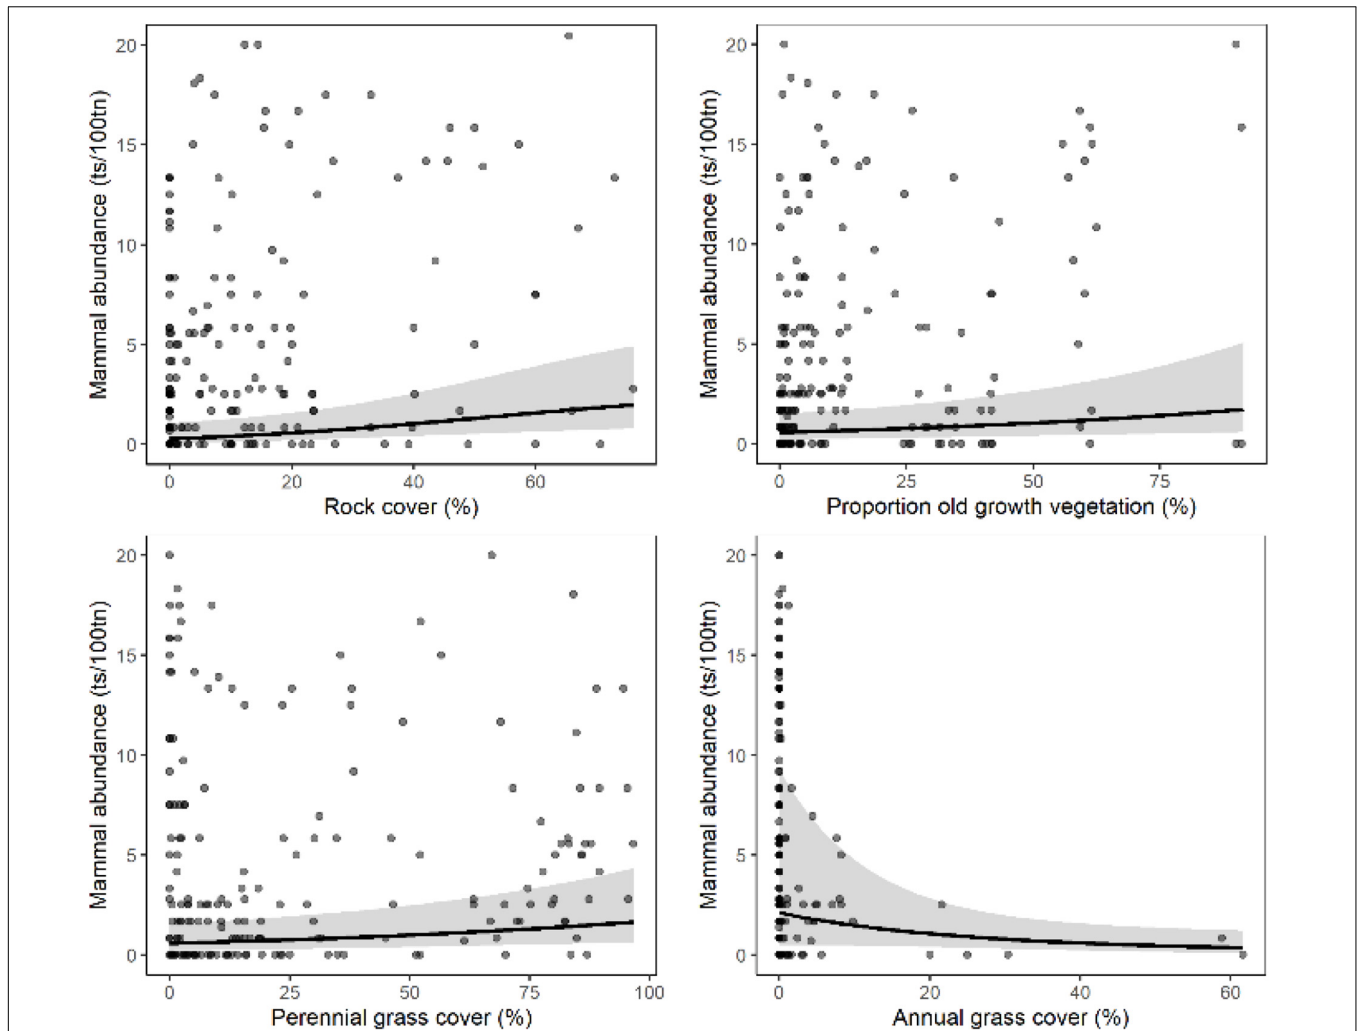 Mammal abundance (ts/100tn)
20
15
10
5
0
0 20 40 60
Rock cover (%)
Mammal abundance (ts/100tn)
20
15
10
5
0
0 25 50 75
Proportion old growth vegetation (%)
Mammal abundance (ts/100tn)
20
15
10
5
0
0 25 50 75 100
Perennial grass cover (%)
Mammal abundance (ts/100tn)
20
15
10
5
0
0 20 40 60
Annual grass cover (%)